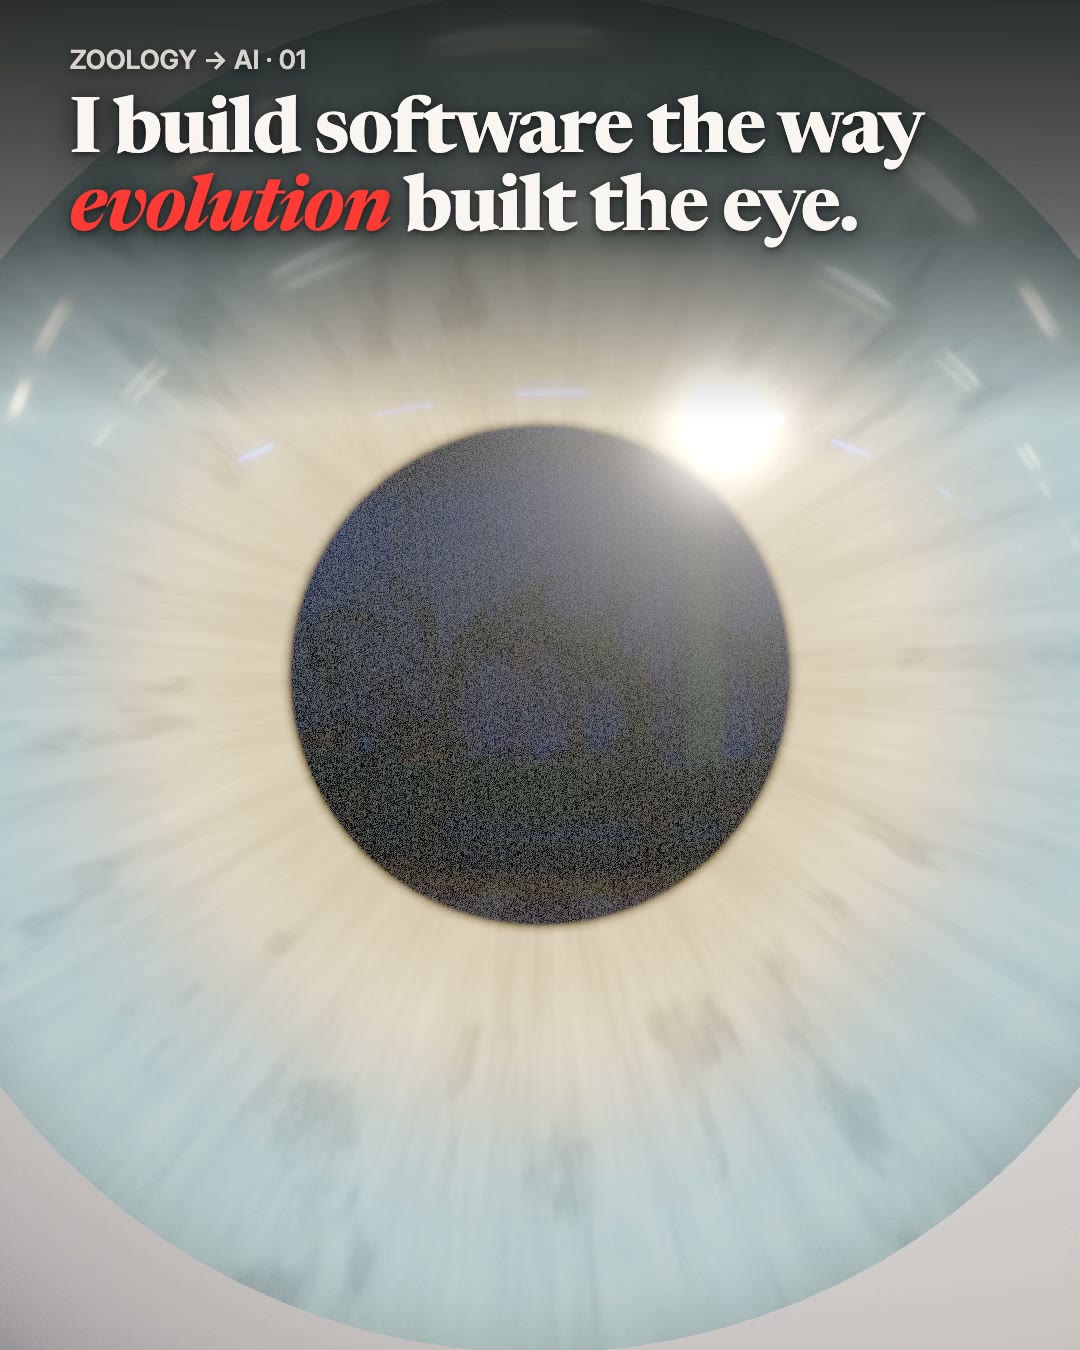 ZOOLOGY → AI · 01
I build software the way
evolution built the eye.